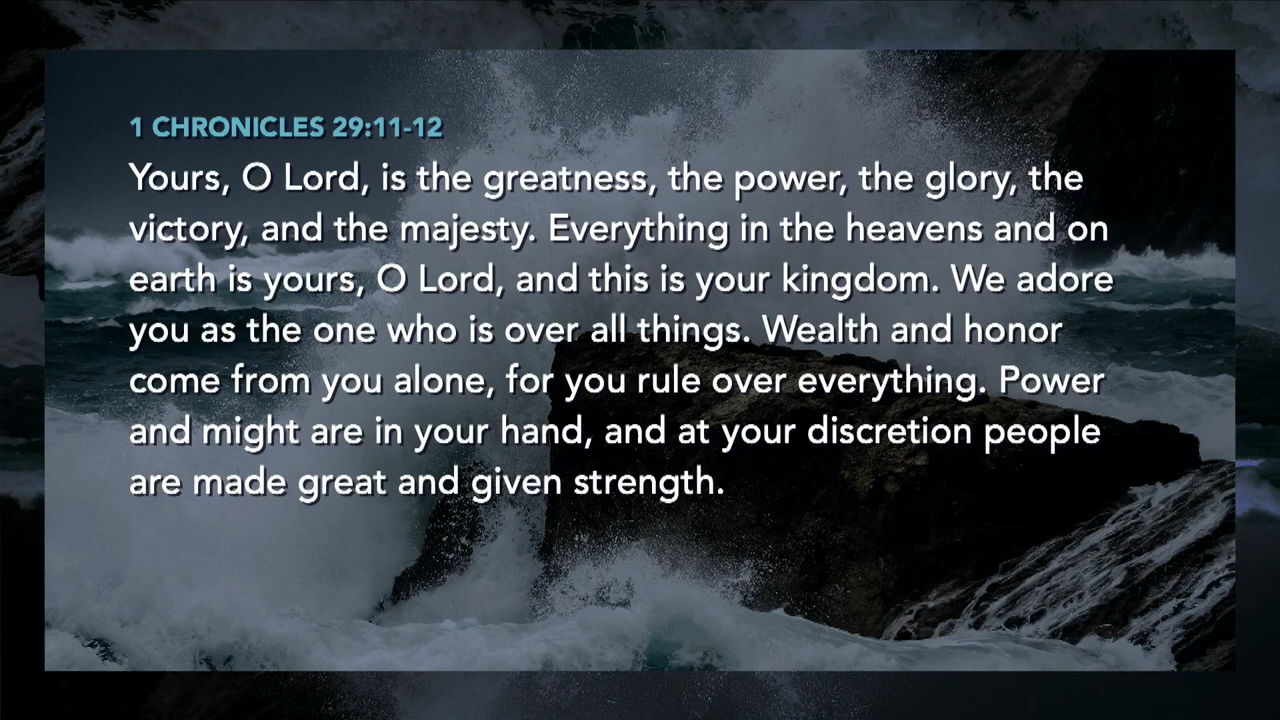 1 CHRONICLES 29:11-12
Yours, O Lord, is the greatness, the power, the glory, the
victory, and the majesty. Everything in the heavens and on
earth is yours, O Lord, and this is your kingdom. We adore
you as the one who is over all things. Wealth and honor
come from you alone, for you rule over everything. Power
and might are in your hand, and at your discretion people
are made great and given strength.